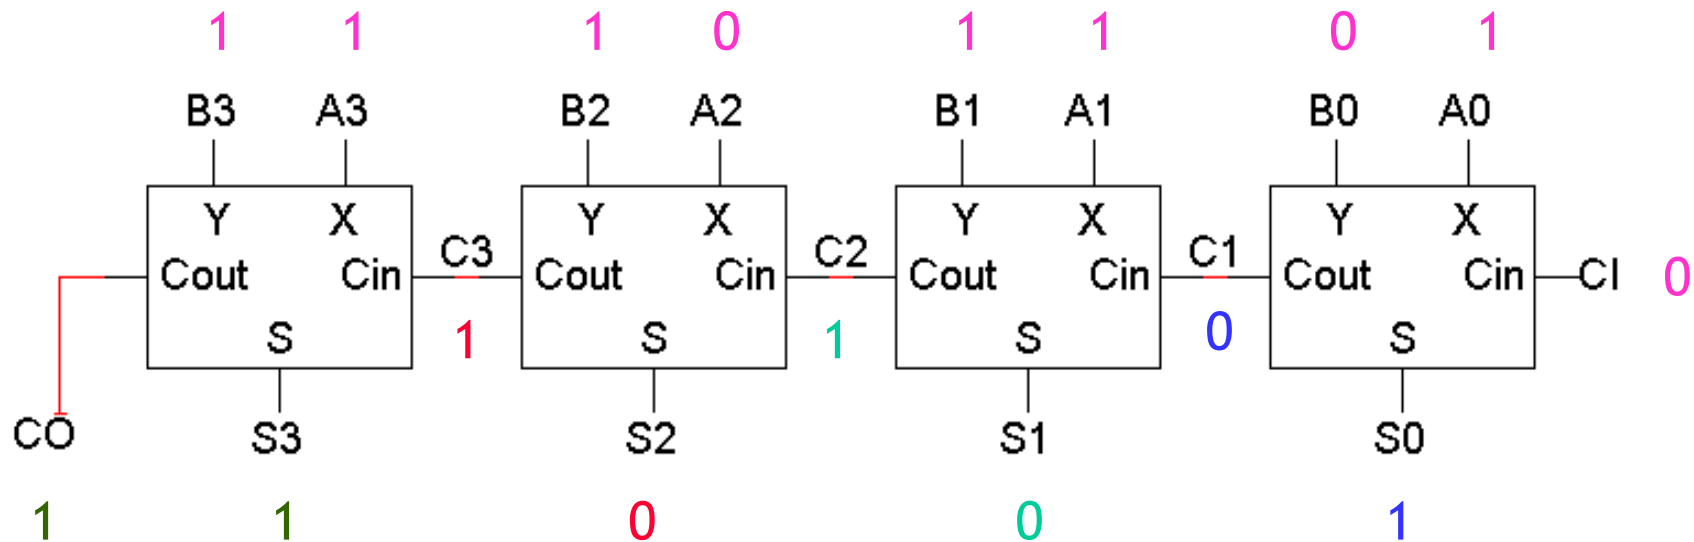 1 1 1 0 1 1 0 1
B3 A3 B2 A2 B1 A1 B0 A0
Y X Y X Y X Y X
Cout Cin C3 Cout Cin C2 Cout Cin C1 Cout Cin CI 0
S 1 S 1 S 0 S
CO S3 S2 S1 S0
1 1 0 0 1